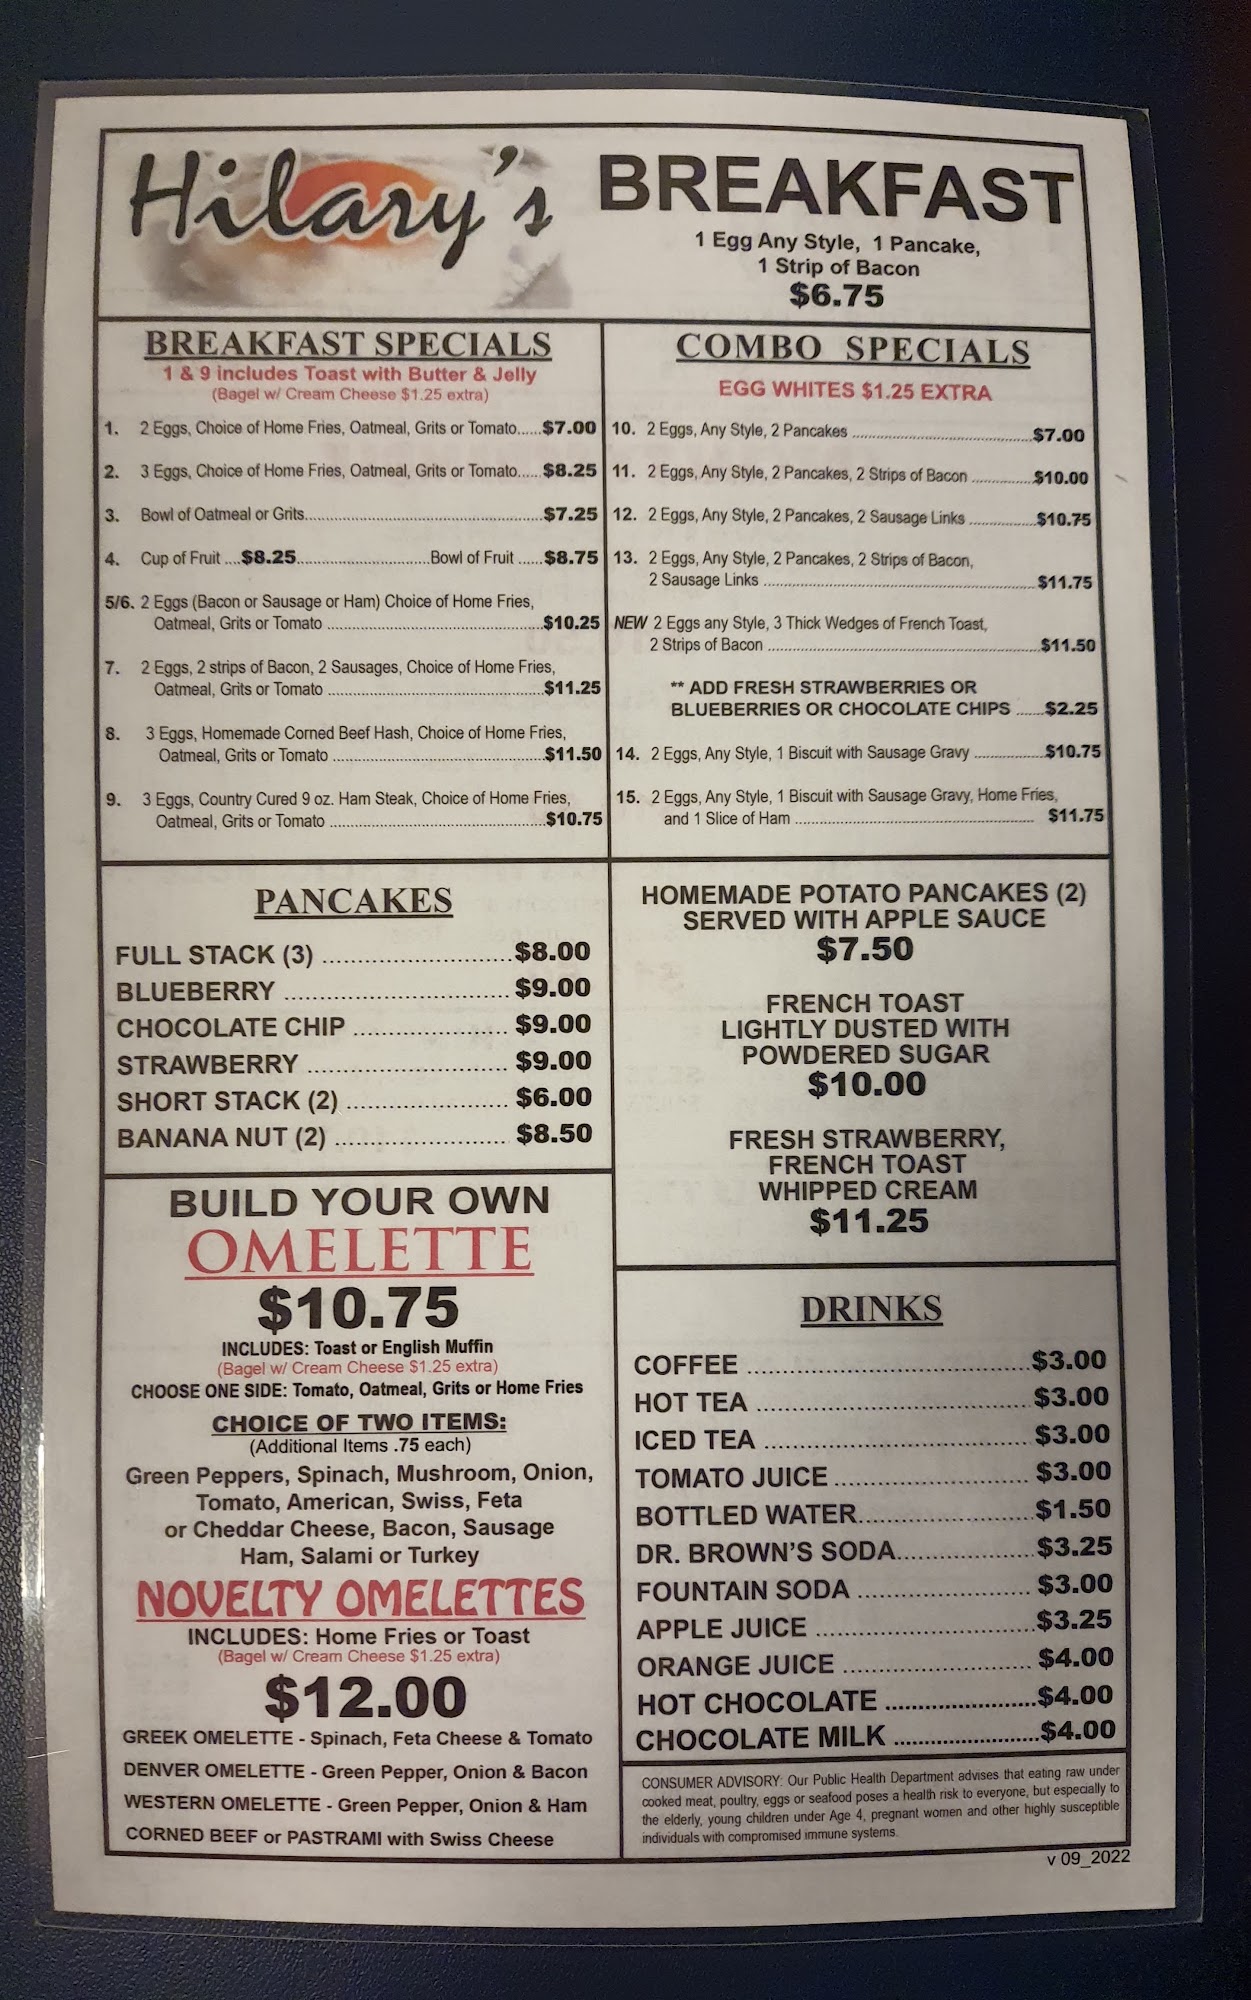 Hilary's
BREAKFAST
1 Egg Any Style, 1 Pancake,
1 Strip of Bacon
$6.75
BREAKFAST SPECIALS
1 & 9 includes Toast with Butter & Jelly
(Bagel w/ Cream Cheese $1.25 extra)
1. 2 Eggs, Choice of Home Fries, Oatmeal, Grits or Tomato......$7.00
2. 3 Eggs, Choice of Home Fries, Oatmeal, Grits or Tomato......$8.25
3. Bowl of Oatmeal or Grits......$7.25
4. Cup of Fruit ....$8.25......Bowl of Fruit ......$8.75
5/6. 2 Eggs (Bacon or Sausage or Ham) Choice of Home Fries,
Oatmeal, Grits or Tomato ......$10.25
7. 2 Eggs, 2 strips of Bacon, 2 Sausages, Choice of Home Fries,
Oatmeal, Grits or Tomato ......$11.25
8. 3 Eggs, Homemade Corned Beef Hash, Choice of Home Fries,
Oatmeal, Grits or Tomato ......$11.50
9. 3 Eggs, Country Cured 9 oz. Ham Steak, Choice of Home Fries,
Oatmeal, Grits or Tomato ......$10.75
COMBO SPECIALS
EGG WHITES $1.25 EXTRA
10. 2 Eggs, Any Style, 2 Pancakes ......$7.00
11. 2 Eggs, Any Style, 2 Pancakes, 2 Strips of Bacon ......$10.00
12. 2 Eggs, Any Style, 2 Pancakes, 2 Sausage Links ......$10.75
13. 2 Eggs, Any Style, 2 Pancakes, 2 Strips of Bacon,
2 Sausage Links ......$11.75
NEW 2 Eggs any Style, 3 Thick Wedges of French Toast,
2 Strips of Bacon ......$11.50
** ADD FRESH STRAWBERRIES OR
BLUEBERRIES OR CHOCOLATE CHIPS ......$2.25
14. 2 Eggs, Any Style, 1 Biscuit with Sausage Gravy ......$10.75
15. 2 Eggs, Any Style, 1 Biscuit with Sausage Gravy, Home Fries,
and 1 Slice of Ham ...... $11.75
PANCAKES
FULL STACK (3) ......$8.00
BLUEBERRY ...... $9.00
CHOCOLATE CHIP ...... $9.00
STRAWBERRY ...... $9.00
SHORT STACK (2) ...... $6.00
BANANA NUT (2) ...... $8.50
HOMEMADE POTATO PANCAKES (2)
SERVED WITH APPLE SAUCE
$7.50
FRENCH TOAST
LIGHTLY DUSTED WITH
POWDERED SUGAR
$10.00
FRESH STRAWBERRY,
FRENCH TOAST
WHIPPED CREAM
$11.25
BUILD YOUR OWN
OMELETTE
$10.75
INCLUDES: Toast or English Muffin
(Bagel w/ Cream Cheese $1.25 extra)
CHOOSE ONE SIDE: Tomato, Oatmeal, Grits or Home Fries
CHOICE OF TWO ITEMS:
(Additional Items .75 each)
Green Peppers, Spinach, Mushroom, Onion,
Tomato, American, Swiss, Feta
or Cheddar Cheese, Bacon, Sausage
Ham, Salami or Turkey
NOVELTY OMELETTES
INCLUDES: Home Fries or Toast
(Bagel w/ Cream Cheese $1.25 extra)
$12.00
GREEK OMELETTE - Spinach, Feta Cheese & Tomato
DENVER OMELETTE - Green Pepper, Onion & Bacon
WESTERN OMELETTE - Green Pepper, Onion & Ham
CORNED BEEF or PASTRAMI with Swiss Cheese
DRINKS
COFFEE ......$3.00
HOT TEA ......$3.00
ICED TEA ......$3.00
TOMATO JUICE ...... $3.00
BOTTLED WATER......$1.50
DR. BROWN'S SODA......$3.25
FOUNTAIN SODA ...... $3.00
APPLE JUICE ......$3.25
ORANGE JUICE ...... $4.00
HOT CHOCOLATE ......$4.00
CHOCOLATE MILK ......$4.00
CONSUMER ADVISORY: Our Public Health Department advises that eating raw under
cooked meat, poultry, eggs or seafood poses a health risk to everyone, but especially to
the elderly, young children under Age 4, pregnant women and other highly susceptible
individuals with compromised immune systems.
v 09_2022